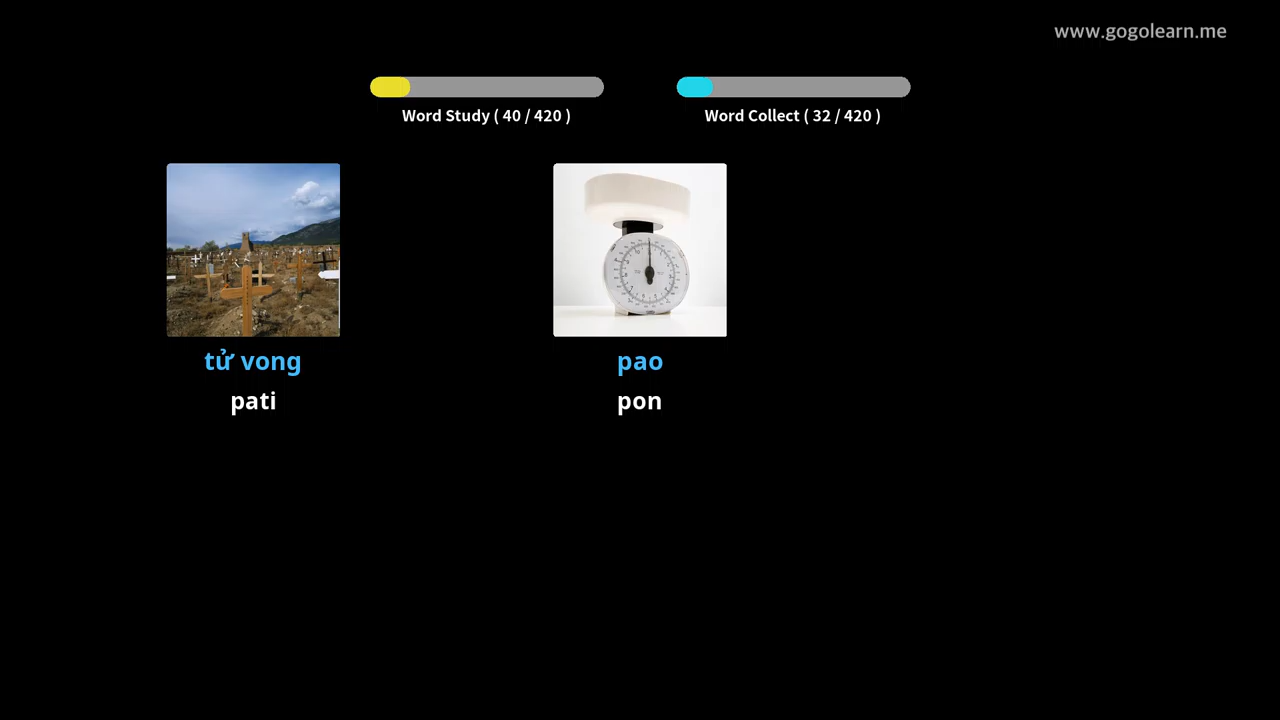 www.gogolearn.me
Word Study ( 40 / 420 )
Word Collect ( 32 / 420 )
tử vong
pati
pao
pon